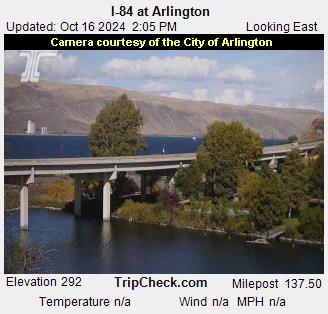 I-84 at Arlington
Updated: Oct 16 2024 2:05 PM Looking East
Camera courtesy of the City of Arlington
Elevation 292 TripCheck.com Milepost 137.50
Temperature n/a Wind n/a MPH n/a